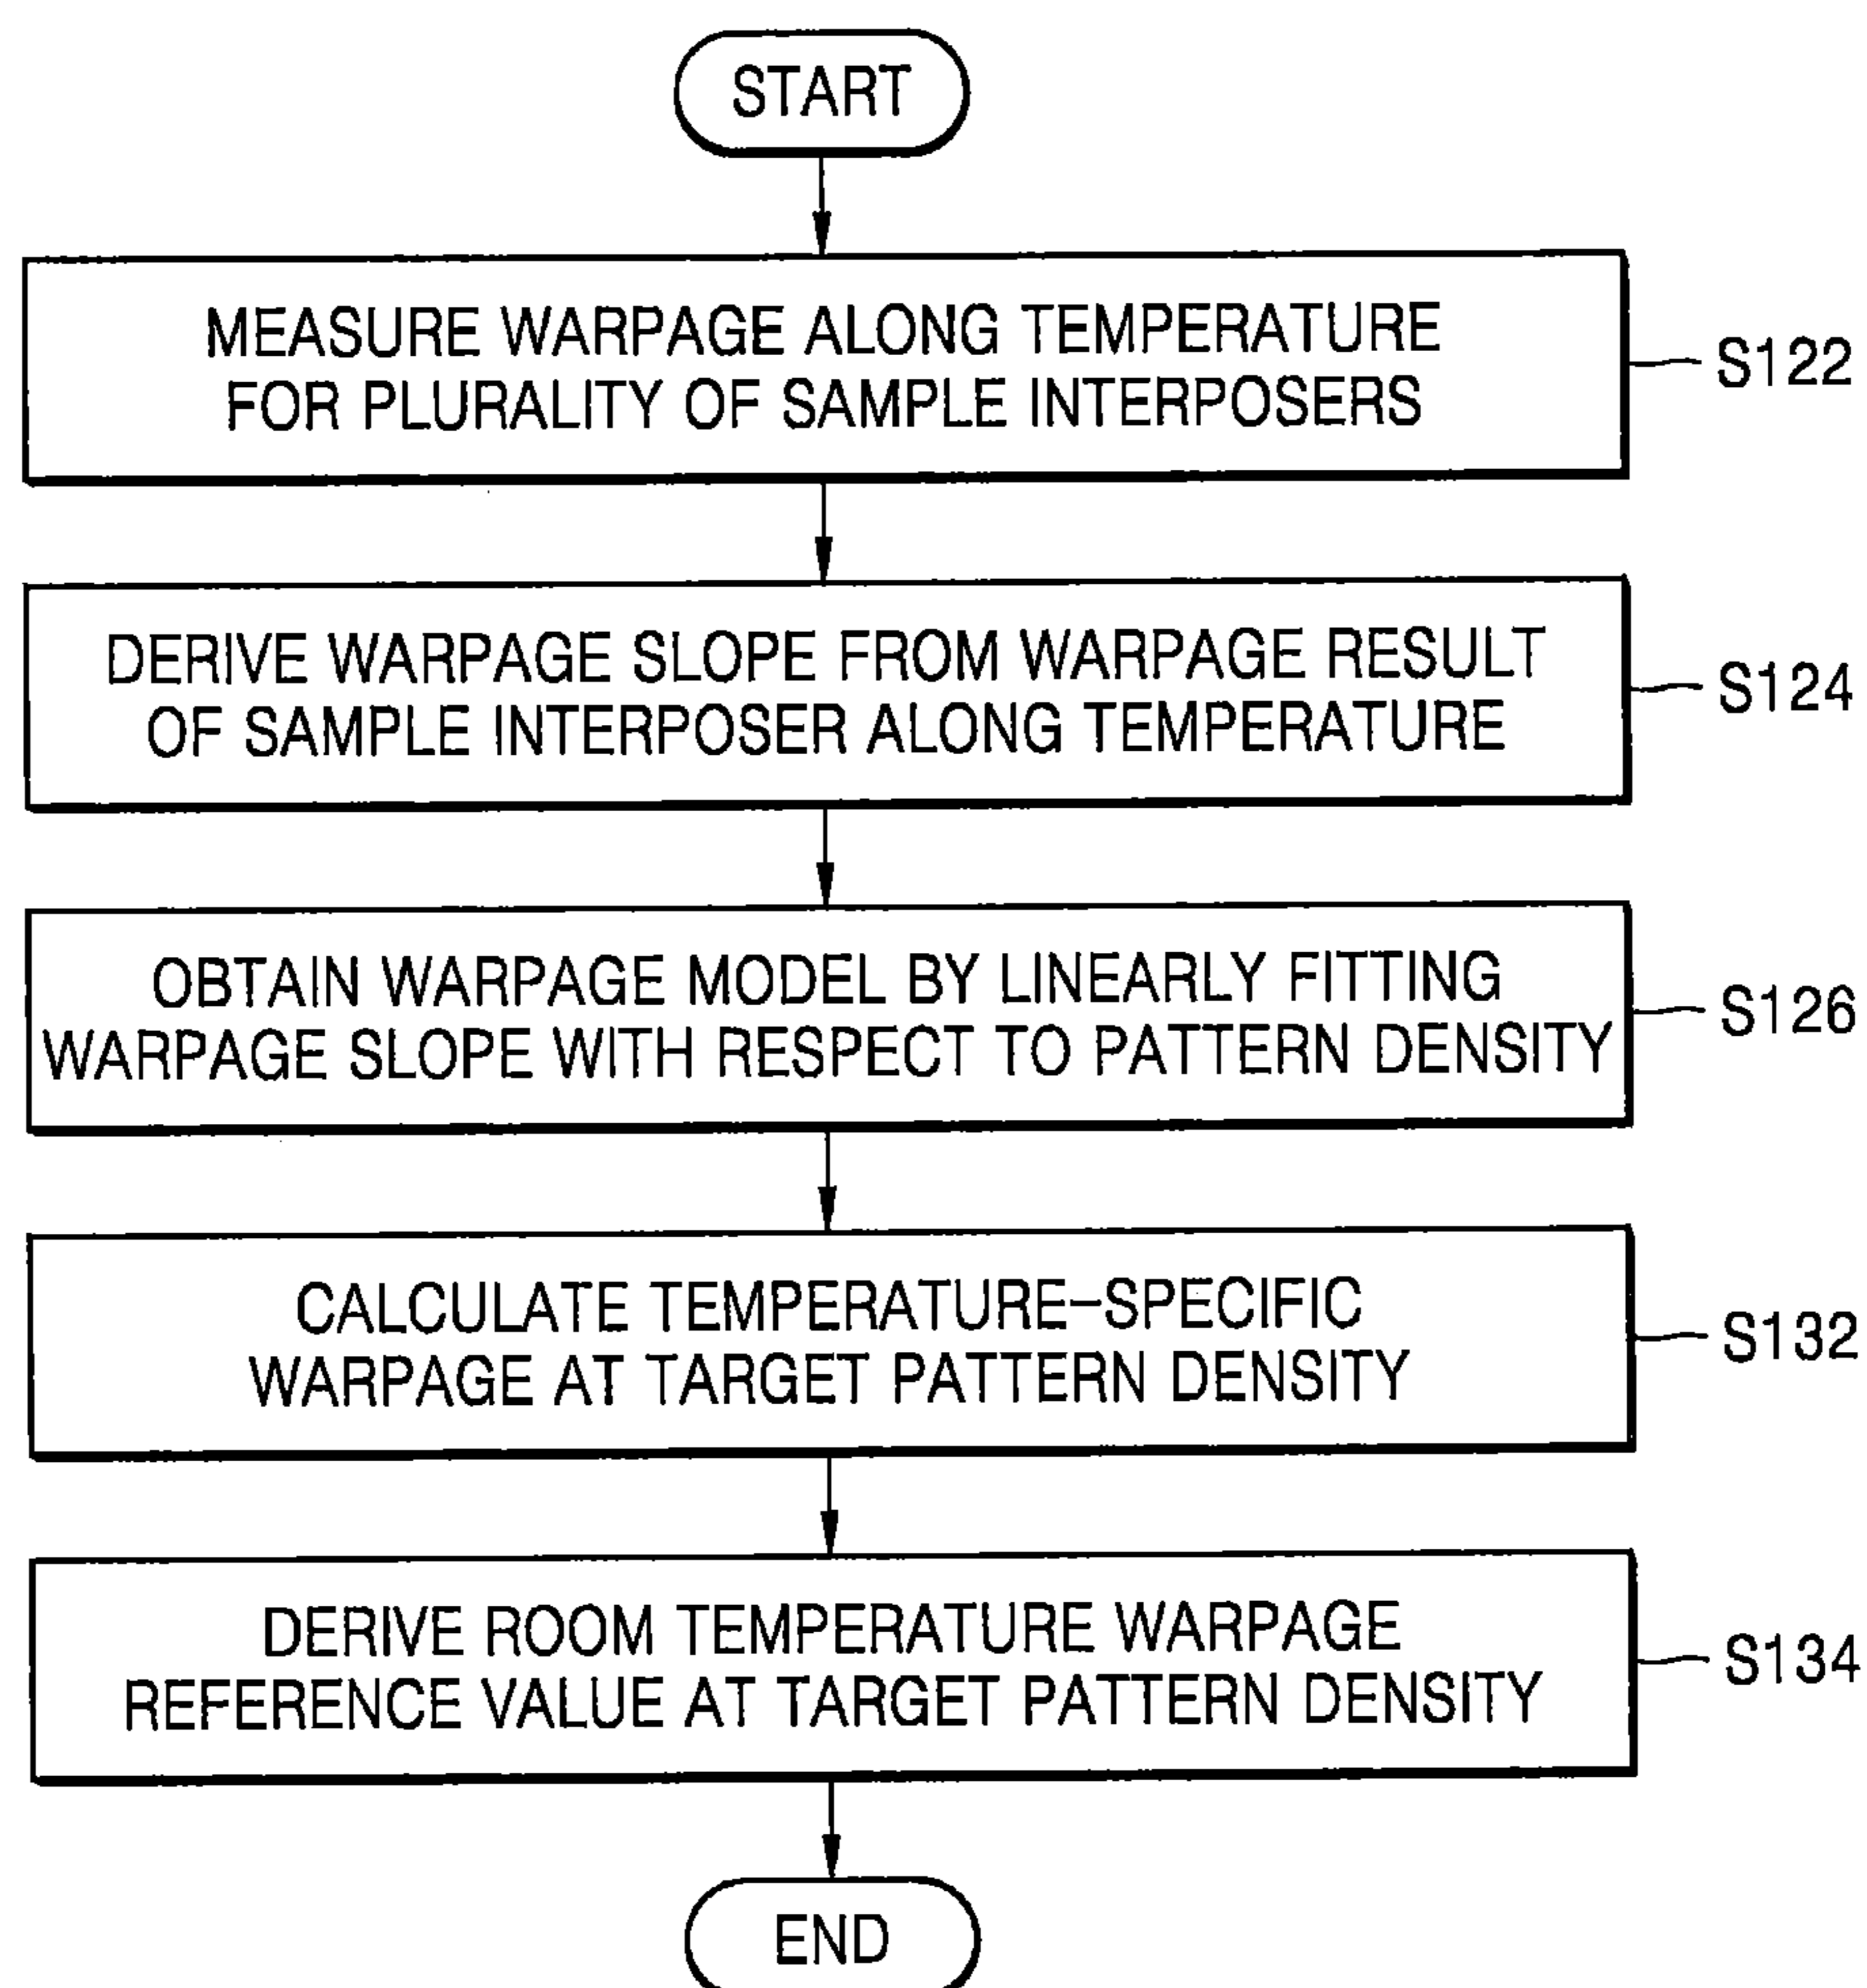 START
MEASURE WARPAGE ALONG TEMPERATURE
FOR PLURALITY OF SAMPLE INTERPOSERS
S122
DERIVE WARPAGE SLOPE FROM WARPAGE RESULT
OF SAMPLE INTERPOSER ALONG TEMPERATURE
S124
OBTAIN WARPAGE MODEL BY LINEARLY FITTING
WARPAGE SLOPE WITH RESPECT TO PATTERN DENSITY
S126
CALCULATE TEMPERATURE-SPECIFIC
WARPAGE AT TARGET PATTERN DENSITY
S132
DERIVE ROOM TEMPERATURE WARPAGE
REFERENCE VALUE AT TARGET PATTERN DENSITY
S134
END